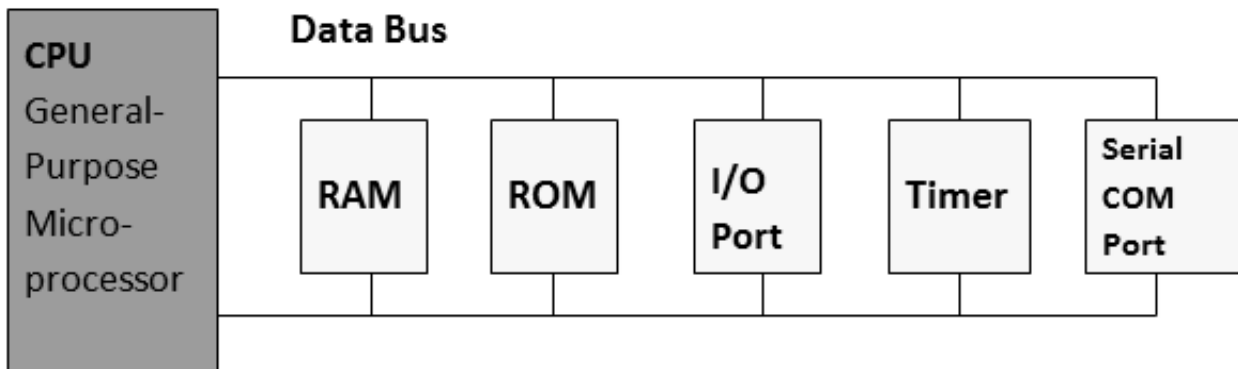 Data Bus
CPU
General-
Purpose
Micro-
processor
RAM
ROM
I/O
Port
Timer
Serial
COM
Port